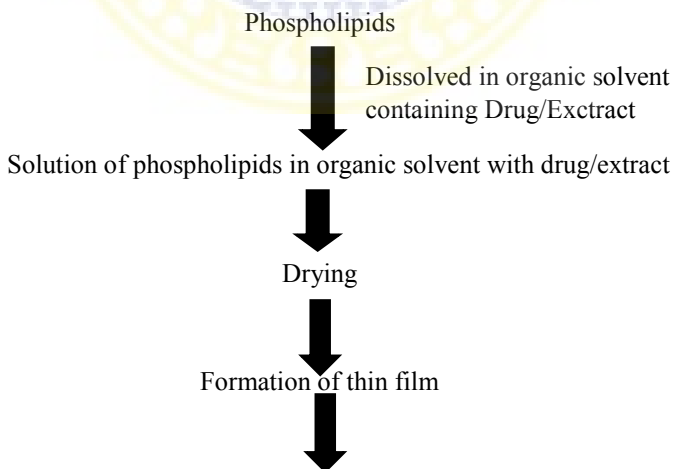 Phospholipids
Dissolved in organic solvent
containing Drug/Exctract
Solution of phospholipids in organic solvent with drug/extract
Drying
Formation of thin film